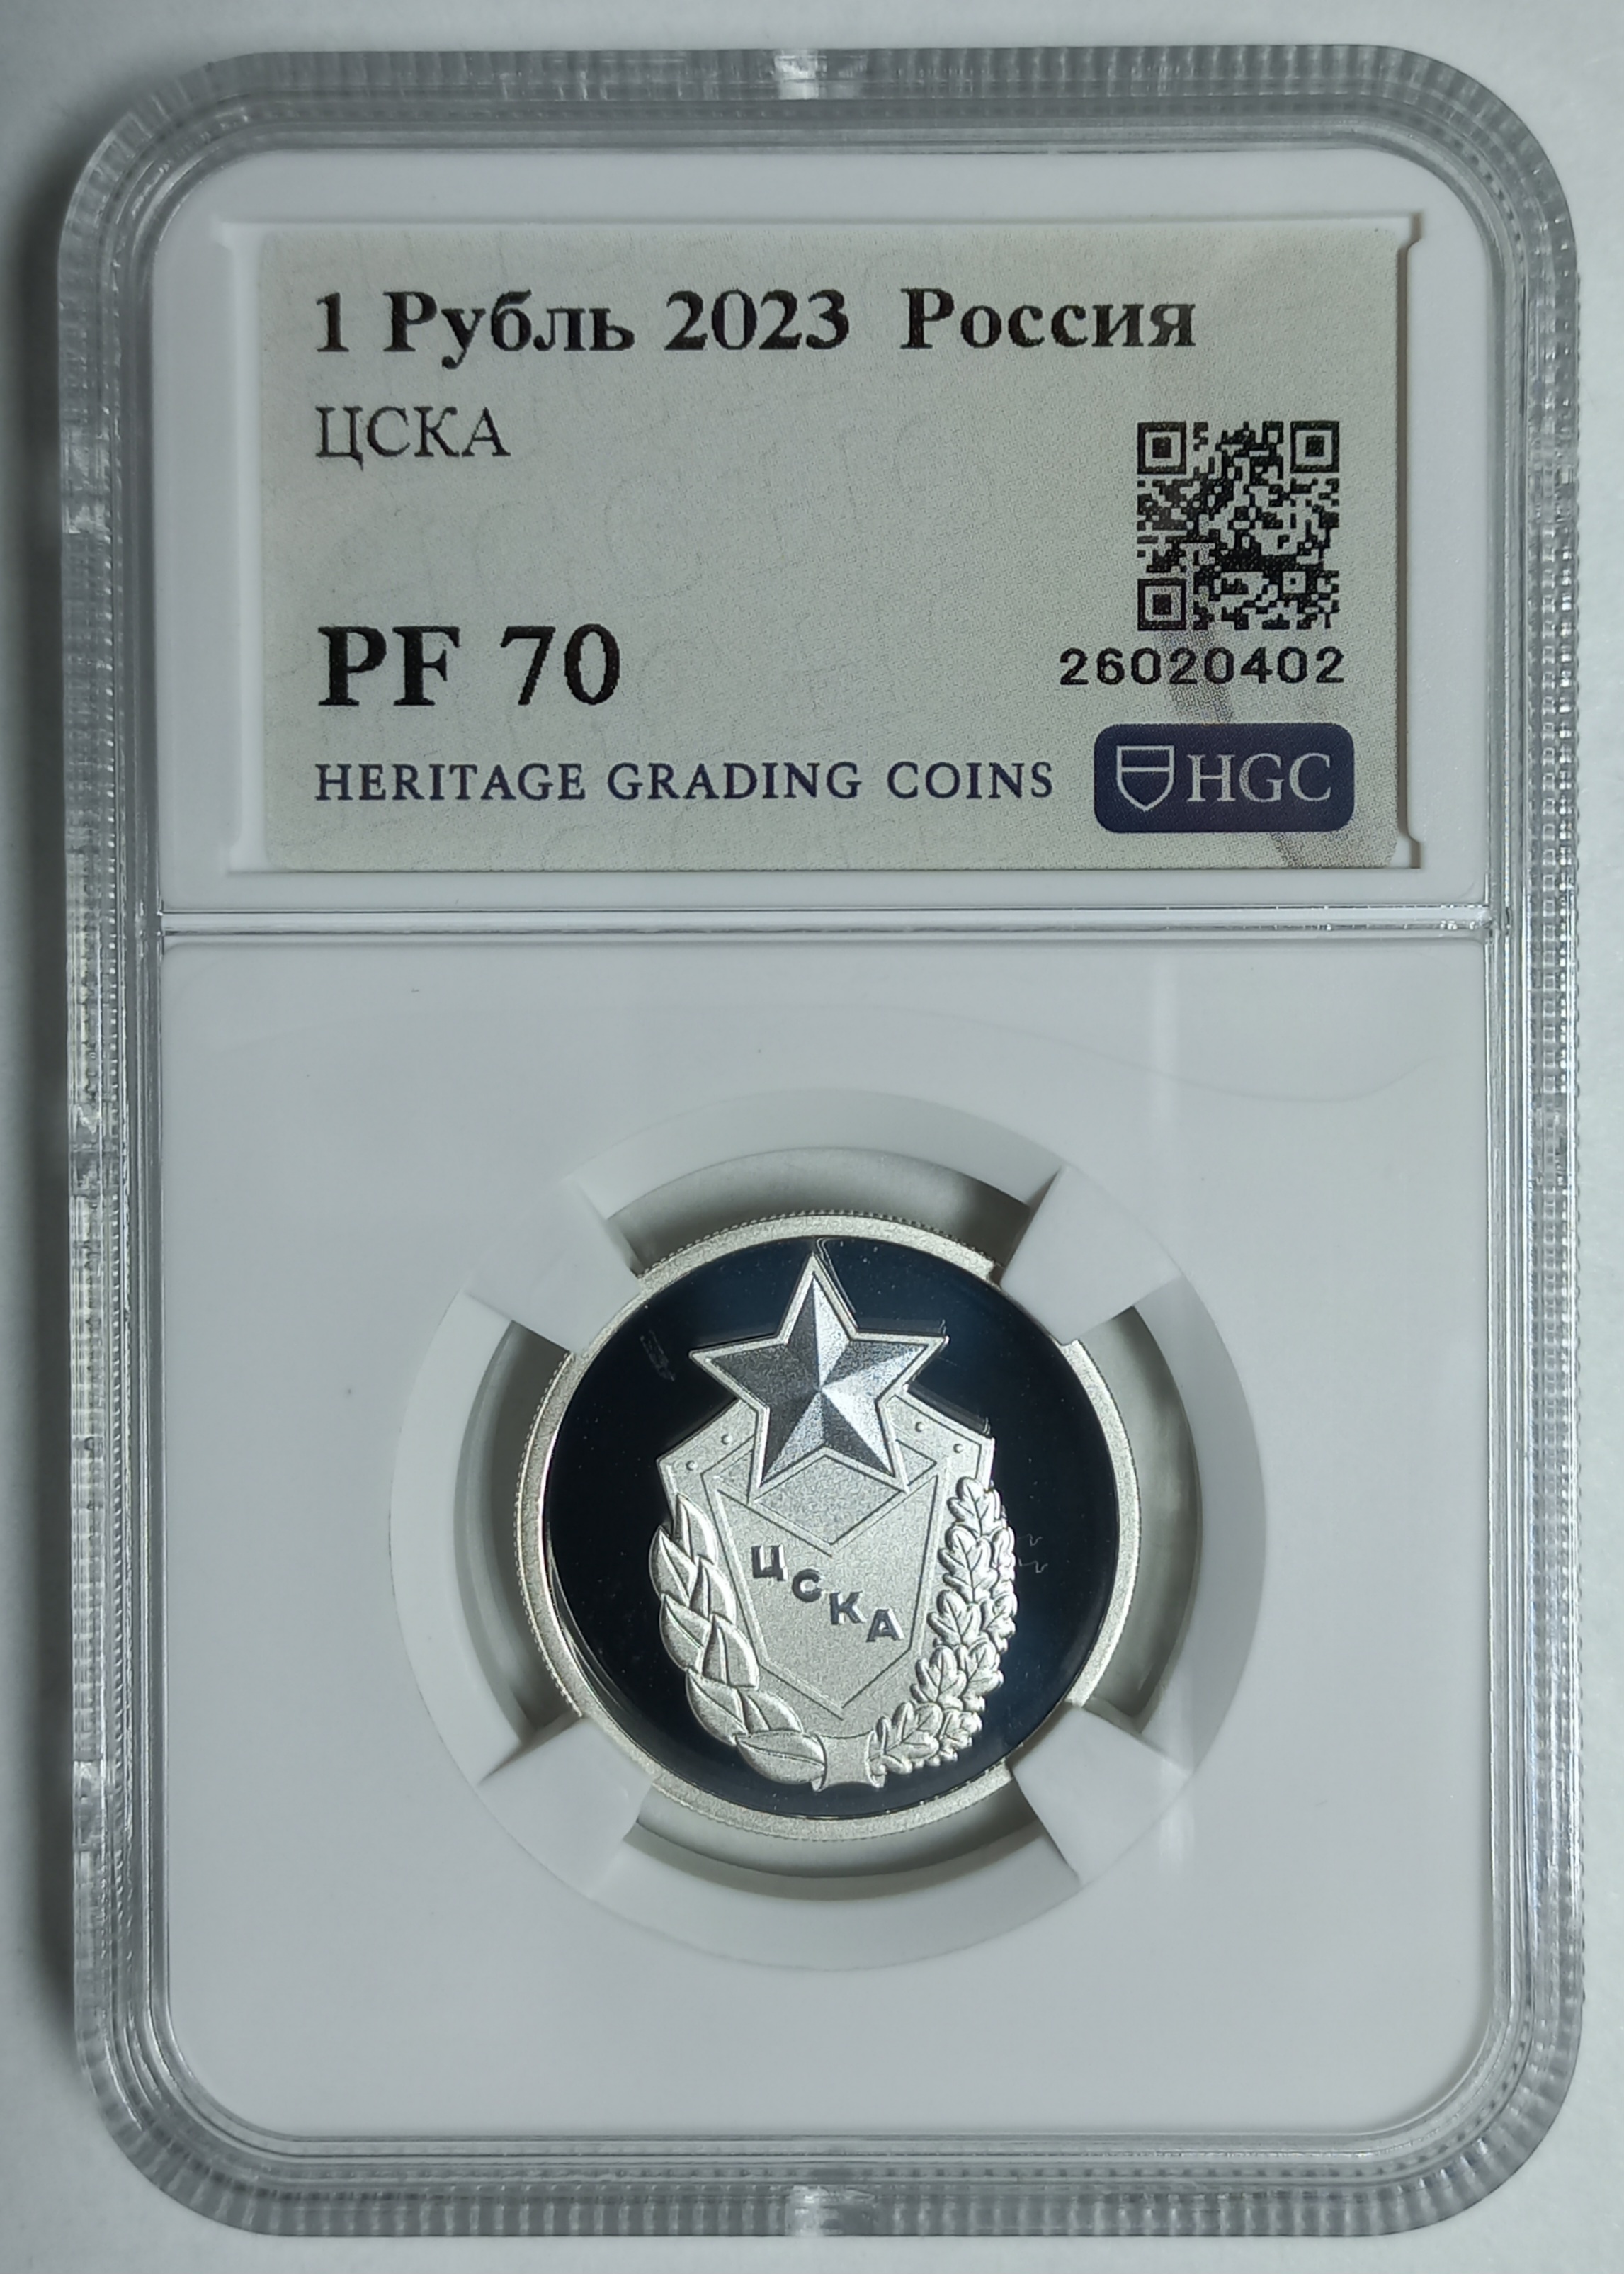 1 Рубль 2023 Россия
ЦСКА
PF 70
26020402
HERITAGE GRADING COINS
HGC
ЦСКА